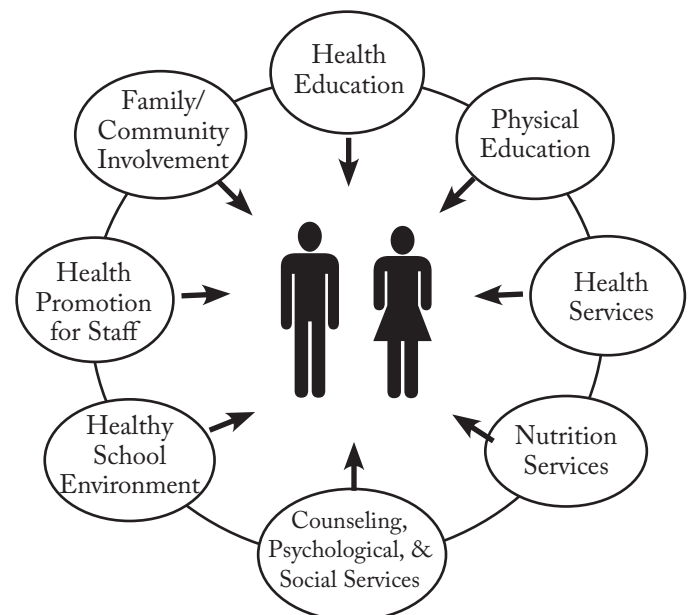 Health
Education
Physical
Education
Health
Services
Nutrition
Services
Counseling,
Psychological, &
Social Services
Healthy
School
Environment
Health
Promotion
for Staff
Family/
Community
Involvement